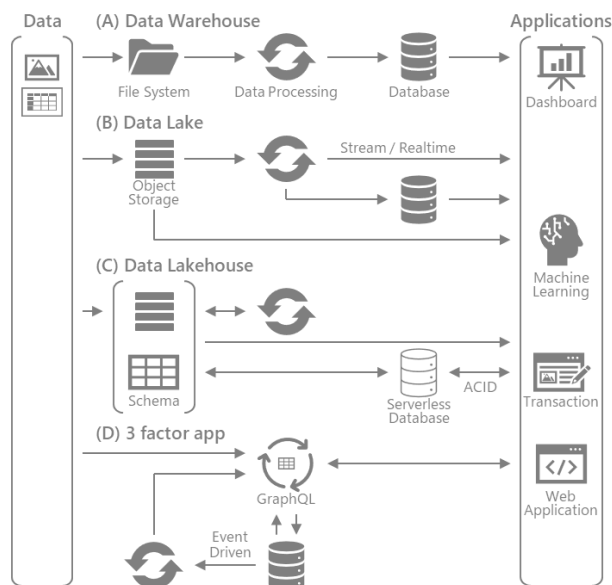 Data
(A) Data Warehouse
Applications
File System
Data Processing
Database
Dashboard
(B) Data Lake
Stream / Realtime
Object
Storage
Machine
Learning
(C) Data Lakehouse
Schema
Serverless
Database
ACID
Transaction
(D) 3 factor app
GraphQL
Web
Application
Event
Driven